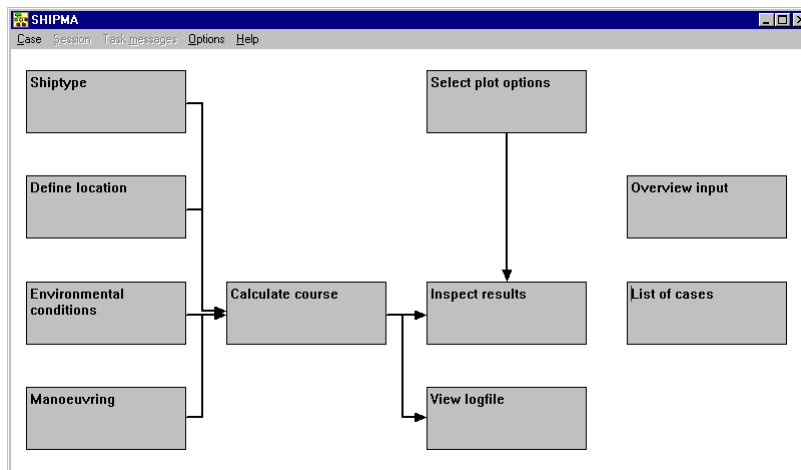 SHIPMA
Case Session Task messages Options Help
Shiptype
Select plot options
Define location
Overview input
Environmental
conditions
Calculate course
Inspect results
List of cases
Manoeuvring
View logfile